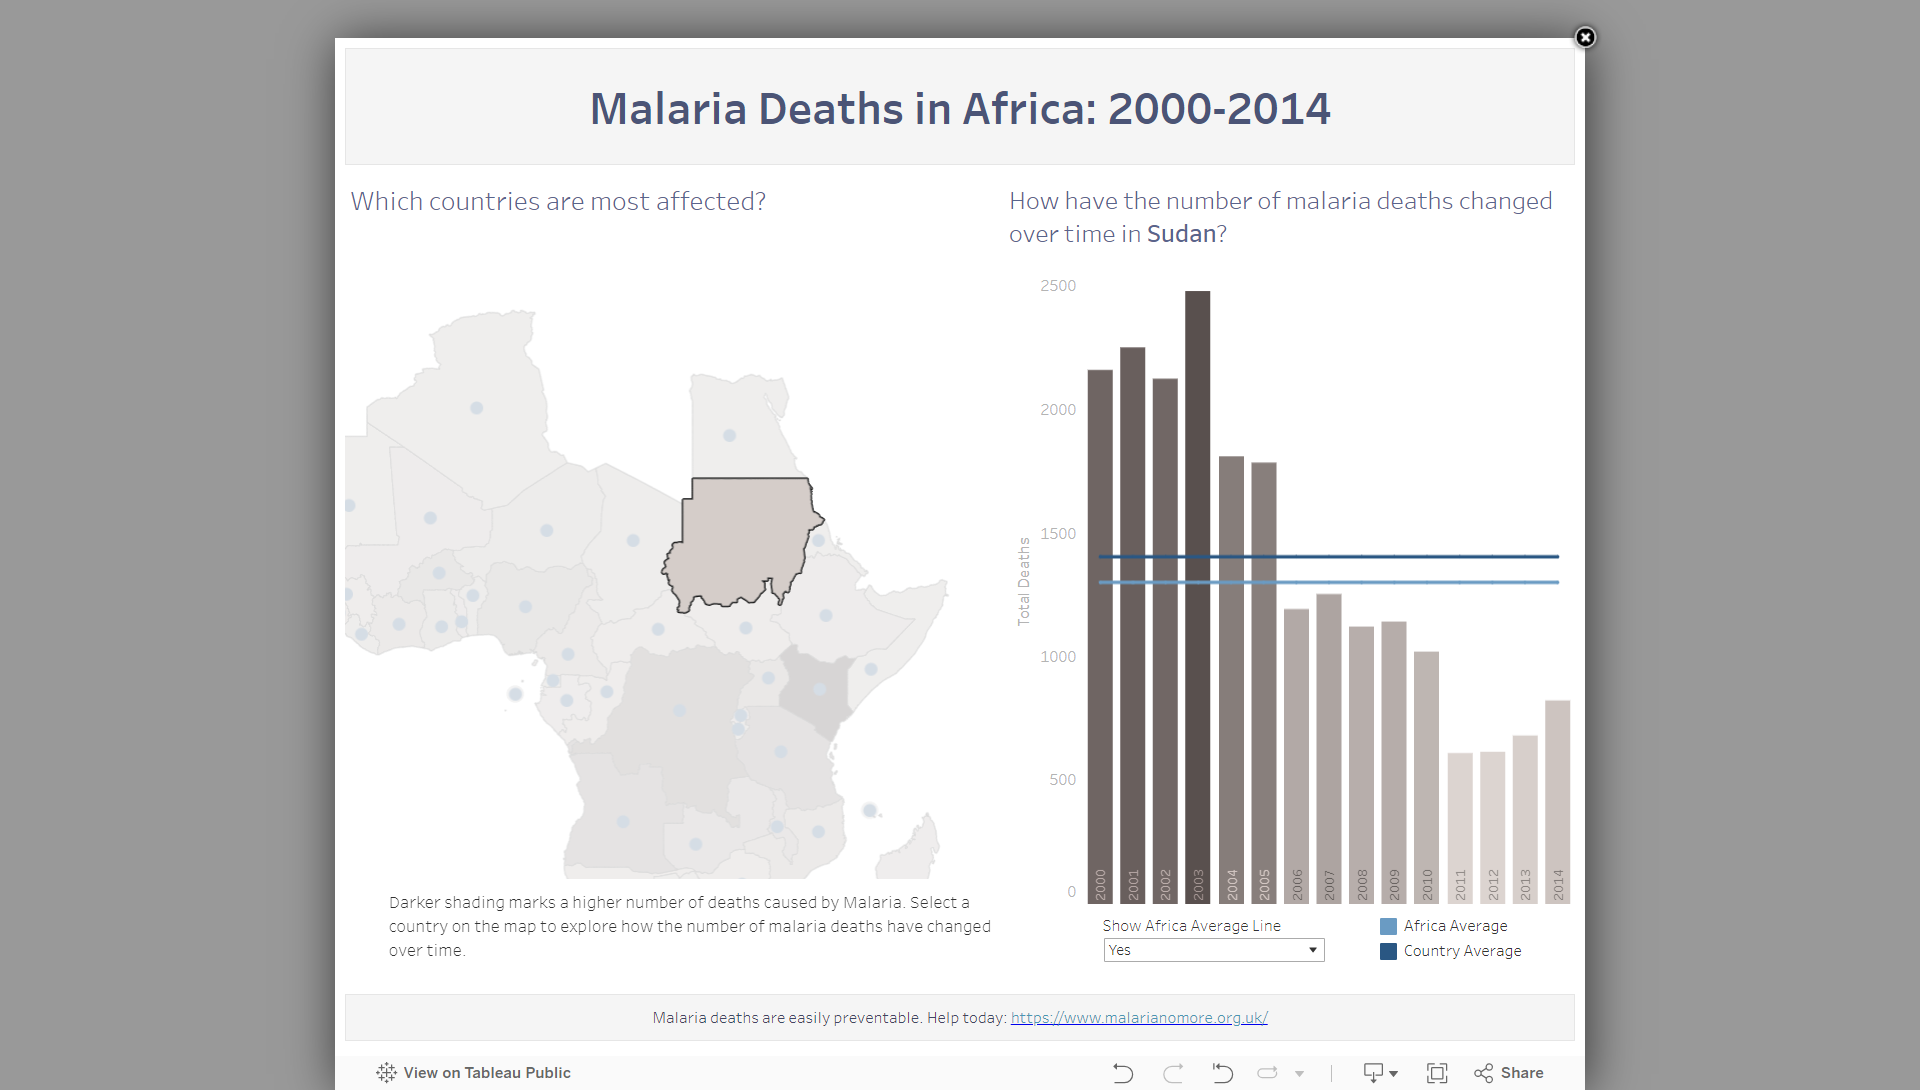 Malaria Deaths in Africa: 2000-2014
Which countries are most affected?
How have the number of malaria deaths changed
over time in Sudan?
2500
2000
1500
1000
500
0
Total Deaths
2000
2001
2002
2003
2004
2005
2006
2007
2008
2009
2010
2011
2012
2013
2014
Darker shading marks a higher number of deaths caused by Malaria. Select a
country on the map to explore how the number of malaria deaths have changed
over time.
Show Africa Average Line
Yes
Africa Average
Country Average
Malaria deaths are easily preventable. Help today: https://www.malarianomore.org.uk/
View on Tableau Public
Share